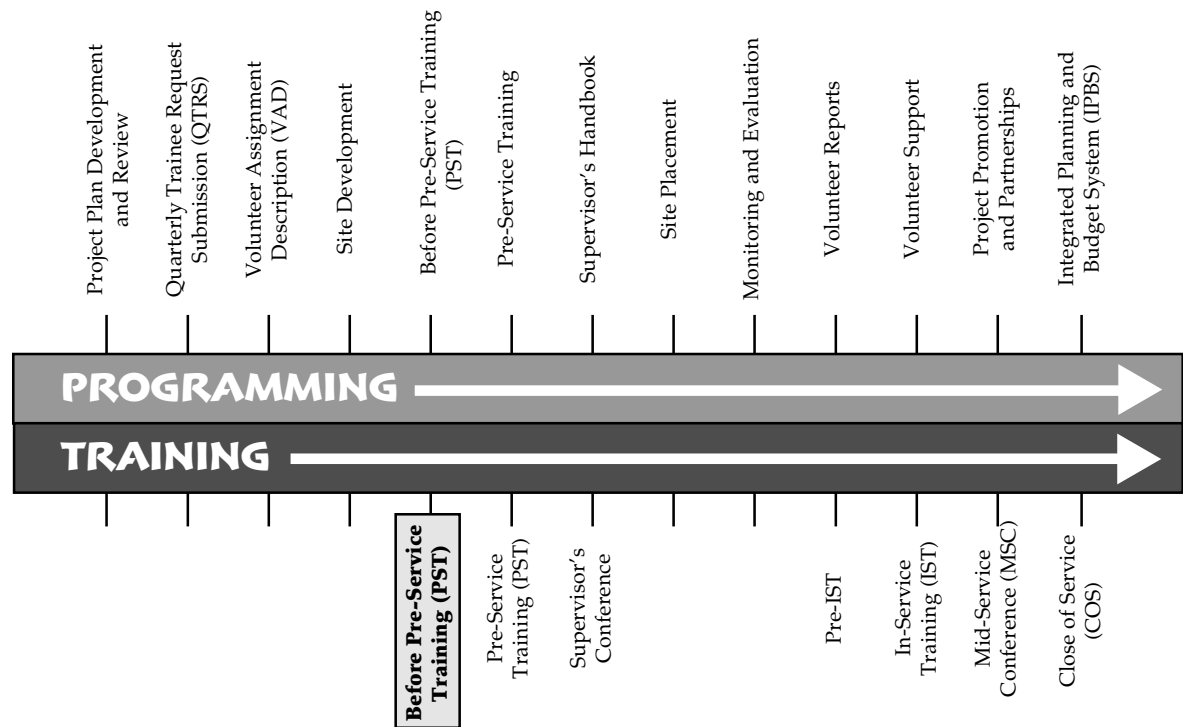 Project Plan Development
and Review
Quarterly Trainee Request
Submission (QTRS)
Volunteer Assignment
Description (VAD)
Site Development
Before Pre-Service Training
(PST)
Pre-Service Training
Supervisor's Handbook
Site Placement
Monitoring and Evaluation
Volunteer Reports
Volunteer Support
Project Promotion
and Partnerships
Integrated Planning and
Budget System (IPBS)
PROGRAMMING
TRAINING
Before Pre-Service
Training (PST)
Pre-Service
Training (PST)
Supervisor's
Conference
Pre-IST
In-Service
Training (IST)
Mid-Service
Conference (MSC)
Close of Service
(COS)